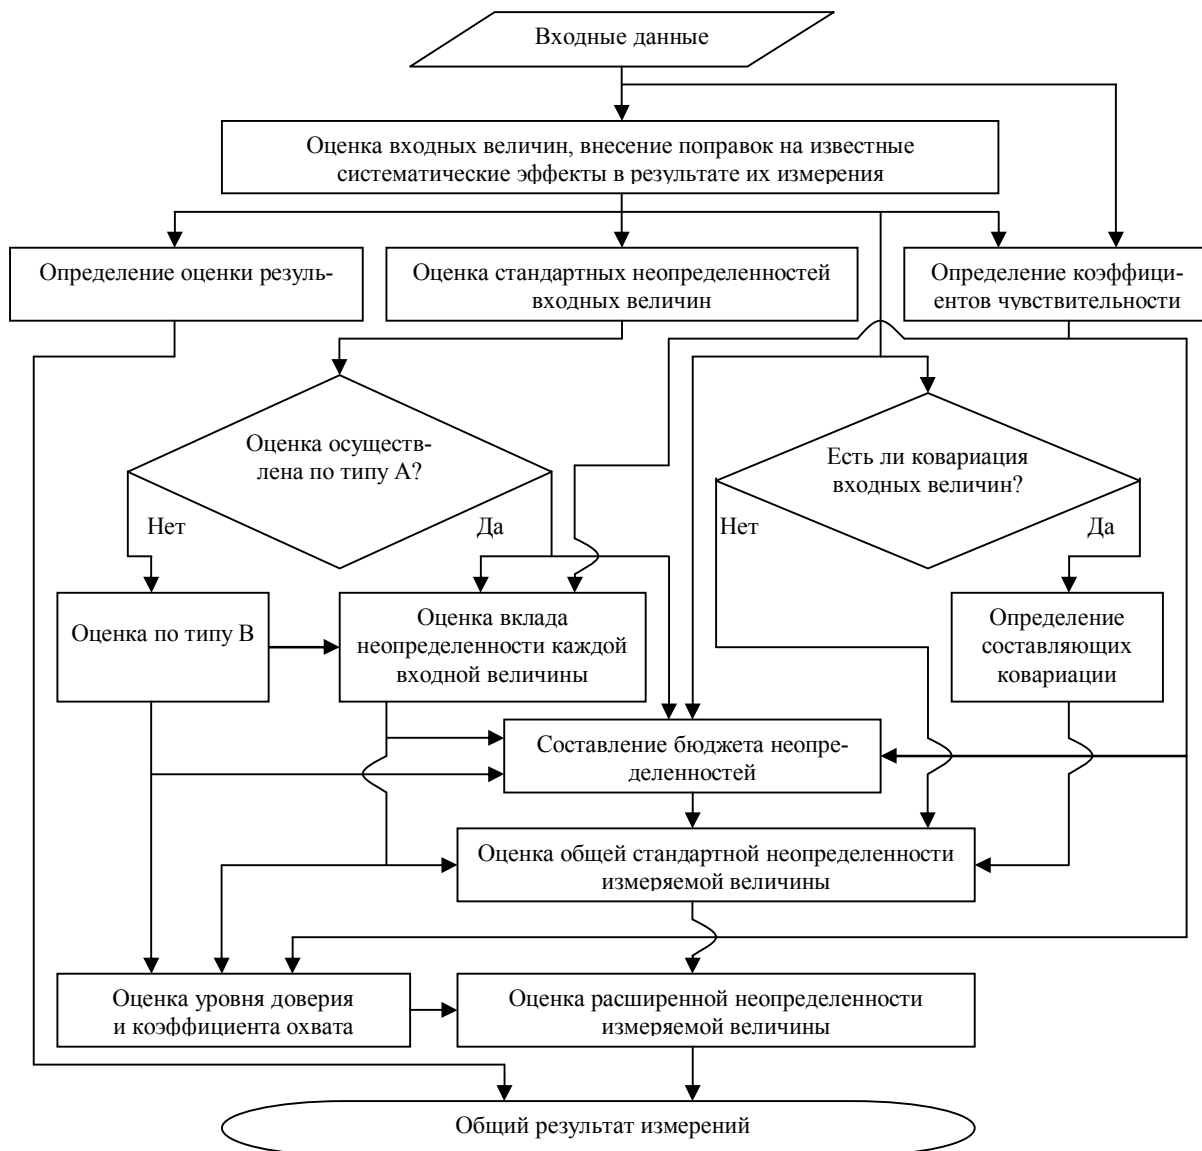 Входные данные
Оценка входных величин, внесение поправок на известные
систематические эффекты в результате их измерения
Определение оценки резуль-
Оценка стандартных неопределенностей
входных величин
Определение коэффици-
ентов чувствительности
Оценка осуществ-
лена по типу А?
Есть ли ковариация
входных величин?
Нет
Да
Нет
Да
Оценка по типу В
Оценка вклада
неопределенности каждой
входной величины
Определение
составляющих
ковариации
Составление бюджета неопре-
деленностей
Оценка общей стандартной неопределенности
измеряемой величины
Оценка уровня доверия
и коэффициента охвата
Оценка расширенной неопределенности
измеряемой величины
Общий результат измерений